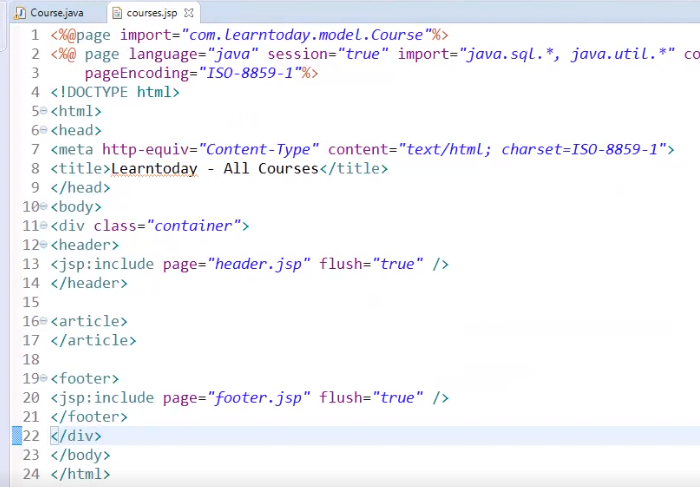 Course.java courses.jsp
1 <%@page import="com.learntoday.model.Course"%>
2 <%@ page language="java" session="true" import="java.sql.*, java.util.*" co
3 pageEncoding="ISO-8859-1"%>
4 <!DOCTYPE html>
5 <html>
6 <head>
7 <meta http-equiv="Content-Type" content="text/html; charset=ISO-8859-1">
8 <title>Learntoday - All Courses</title>
9 </head>
10 <body>
11 <div class="container">
12 <header>
13 <jsp:include page="header.jsp" flush="true" />
14 </header>
15
16 <article>
17 </article>
18
19 <footer>
20 <jsp:include page="footer.jsp" flush="true" />
21 </footer>
22 </div>
23 </body>
24 </html>